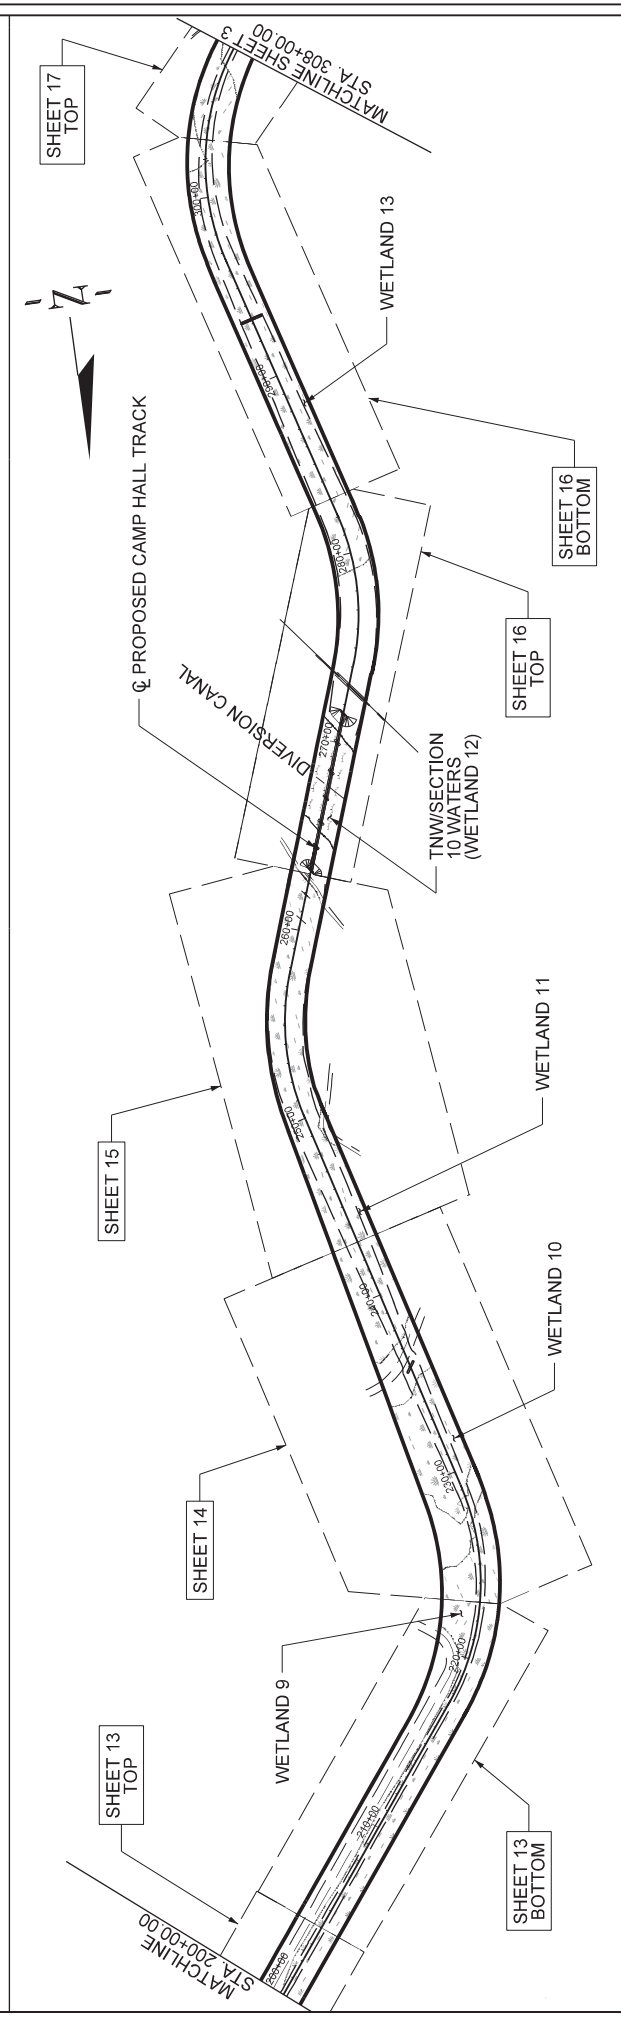 SHEET 17
TOP
MATCHLINE SHEET 3
STA. 308+00.00
300+00
WETLAND 13
N
290+00
℄ PROPOSED CAMP HALL TRACK
SHEET 16
BOTTOM
280+00
SHEET 16
TOP
DIVERSION CANAL
270+00
TNW/SECTION
10 WATERS
(WETLAND 12)
260+00
WETLAND 11
250+00
SHEET 15
240+00
WETLAND 10
230+00
SHEET 14
WETLAND 9
220+00
SHEET 13
TOP
210+00
SHEET 13
BOTTOM
MATCHLINE
STA. 200+00.00
200+00